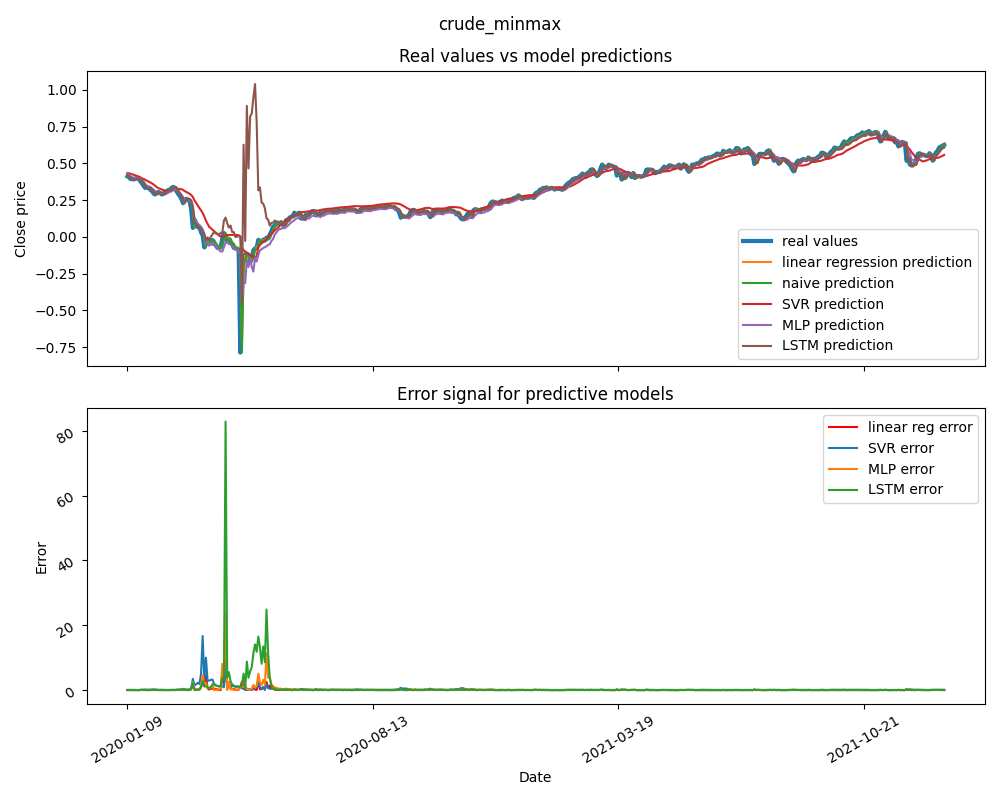 crude_minmax
Real values vs model predictions
Close price
1.00
0.75
0.50
0.25
0.00
−0.25
−0.50
−0.75
real values
linear regression prediction
naive prediction
SVR prediction
MLP prediction
LSTM prediction
Error signal for predictive models
Error
80
60
40
20
0
linear reg error
SVR error
MLP error
LSTM error
2020-01-09
2020-08-13
2021-03-19
2021-10-21
Date